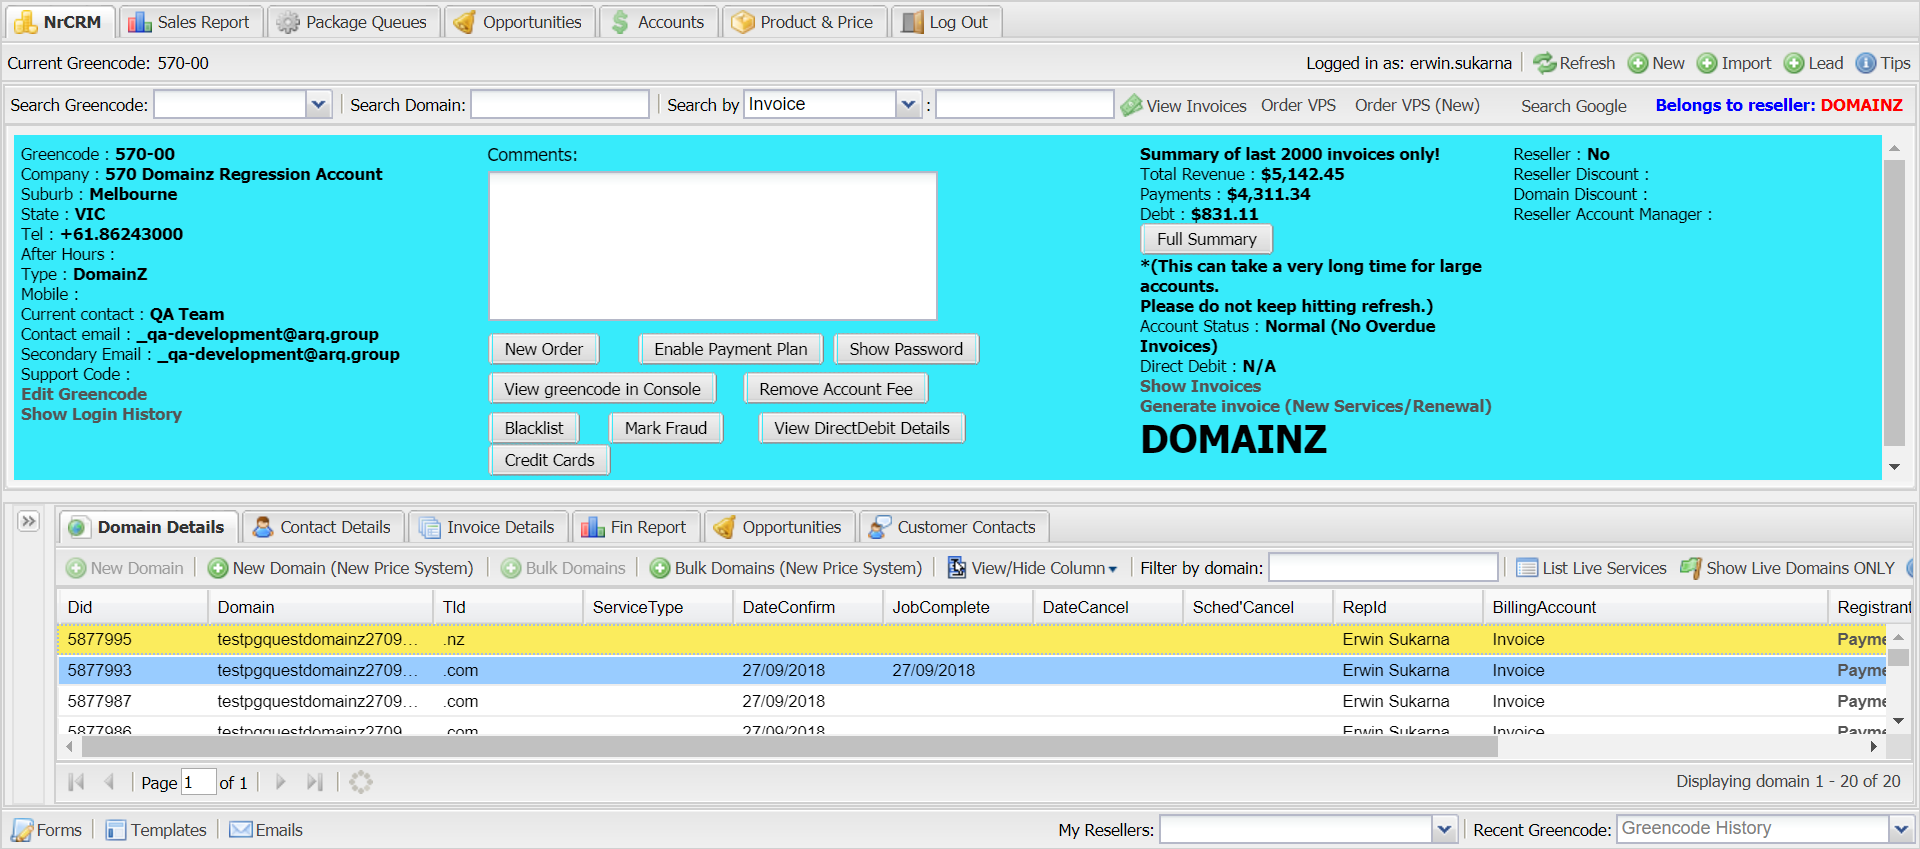 NrCRM Sales Report Package Queues Opportunities Accounts Product & Price Log Out
Current Greencode: 570-00 Logged in as: erwin.sukarna Refresh New Import Lead Tips
Search Greencode: Search Domain: Search by Invoice : View Invoices Order VPS Order VPS (New) Search Google Belongs to reseller: DOMAINZ
Greencode : 570-00
Company : 570 Domainz Regression Account
Suburb : Melbourne
State : VIC
Tel : +61.86243000
After Hours :
Type : DomainZ
Mobile :
Current contact : QA Team
Contact email : _qa-development@arq.group
Secondary Email : _qa-development@arq.group
Support Code :
Edit Greencode
Show Login History
Comments:
New Order Enable Payment Plan Show Password
View greencode in Console Remove Account Fee
Blacklist Mark Fraud View DirectDebit Details
Credit Cards
Summary of last 2000 invoices only!
Total Revenue : $5,142.45
Payments : $4,311.34
Debt : $831.11
Full Summary
*(This can take a very long time for large
accounts.
Please do not keep hitting refresh.)
Account Status : Normal (No Overdue
Invoices)
Direct Debit : N/A
Show Invoices
Generate invoice (New Services/Renewal)
DOMAINZ
Reseller : No
Reseller Discount :
Domain Discount :
Reseller Account Manager :
Domain Details Contact Details Invoice Details Fin Report Opportunities Customer Contacts
New Domain New Domain (New Price System) Bulk Domains Bulk Domains (New Price System) View/Hide Column Filter by domain: List Live Services Show Live Domains ONLY
Did Domain Tld ServiceType DateConfirm JobComplete DateCancel Sched'Cancel RepId BillingAccount Registrant
5877995 testpgquestdomainz2709... .nz Erwin Sukarna Invoice Payme
5877993 testpgquestdomainz2709... .com 27/09/2018 27/09/2018 Erwin Sukarna Invoice Payme
5877987 testpgquestdomainz2709... .com 27/09/2018 Erwin Sukarna Invoice Payme
5877986 testpgquestdomainz2709... .com 27/09/2018 Erwin Sukarna Invoice Payme
Page 1 of 1 Displaying domain 1 - 20 of 20
Forms Templates Emails My Resellers: Recent Greencode: Greencode History